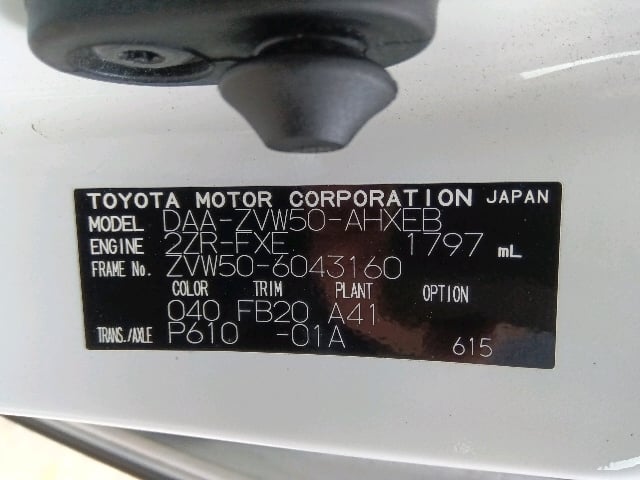 TOYOTA MOTOR CORPORATION JAPAN
MODEL DAA-ZVW50-AHXEB
ENGINE 2ZR-FXE 1797 mL
FRAME No. ZVW50-6043160
COLOR TRIM PLANT OPTION
040 FB20 A41
TRANS./AXLE P610 -01A 615